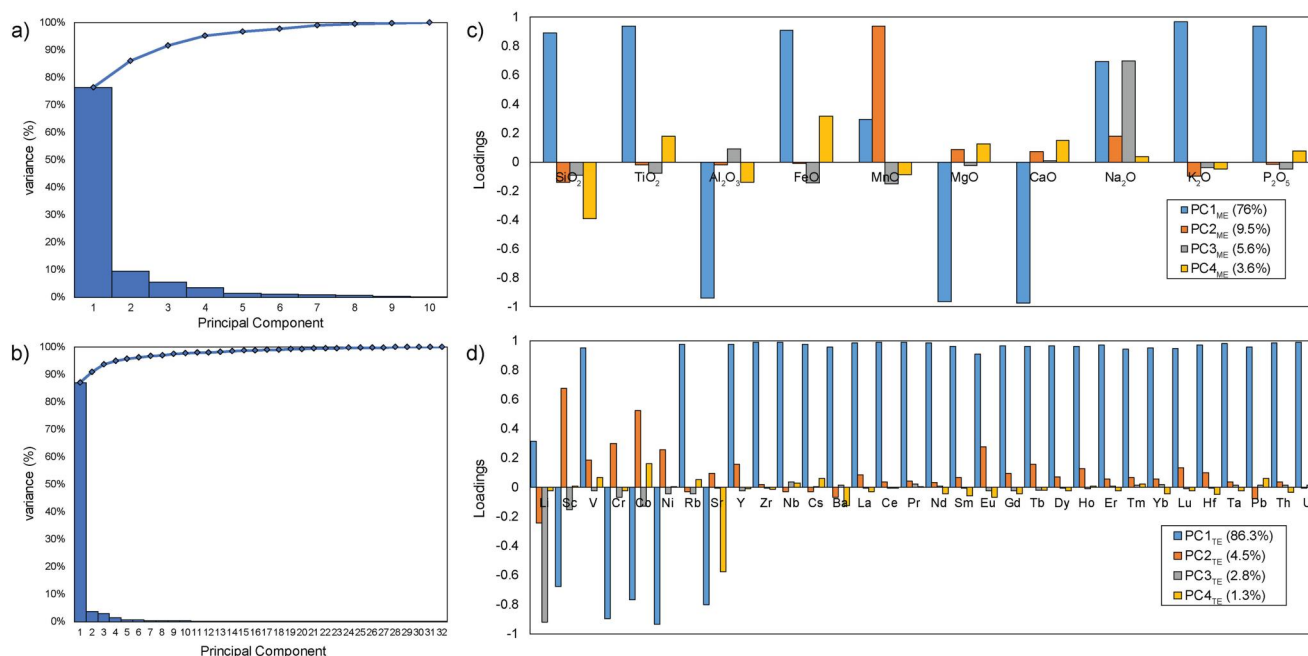 a)
100%
90%
80%
70%
60%
50%
40%
30%
20%
10%
0%
variance (%)
1 2 3 4 5 6 7 8 9 10
Principal Component
c)
1
0.8
0.6
0.4
0.2
0
-0.2
-0.4
-0.6
-0.8
-1
Loadings
SiO₂ TiO₂ Al₂O₃ FeO MnO MgO CaO Na₂O K₂O P₂O₅
PC1ME (76%)
PC2ME (9.5%)
PC3ME (5.6%)
PC4ME (3.6%)
b)
100%
90%
80%
70%
60%
50%
40%
30%
20%
10%
0%
variance (%)
1 2 3 4 5 6 7 8 9 10 11 12 13 14 15 16 17 18 19 20 21 22 23 24 25 26 27 28 29 30 31 32
Principal Component
d)
1
0.8
0.6
0.4
0.2
0
-0.2
-0.4
-0.6
-0.8
-1
Loadings
Li Sc V Cr Co Ni Rb Sr Y Zr Nb Cs Ba La Ce Pr Nd Sm Eu Gd Tb Dy Ho Er Tm Yb Lu Hf Ta Pb Th U
PC1TE (86.3%)
PC2TE (4.5%)
PC3TE (2.8%)
PC4TE (1.3%)